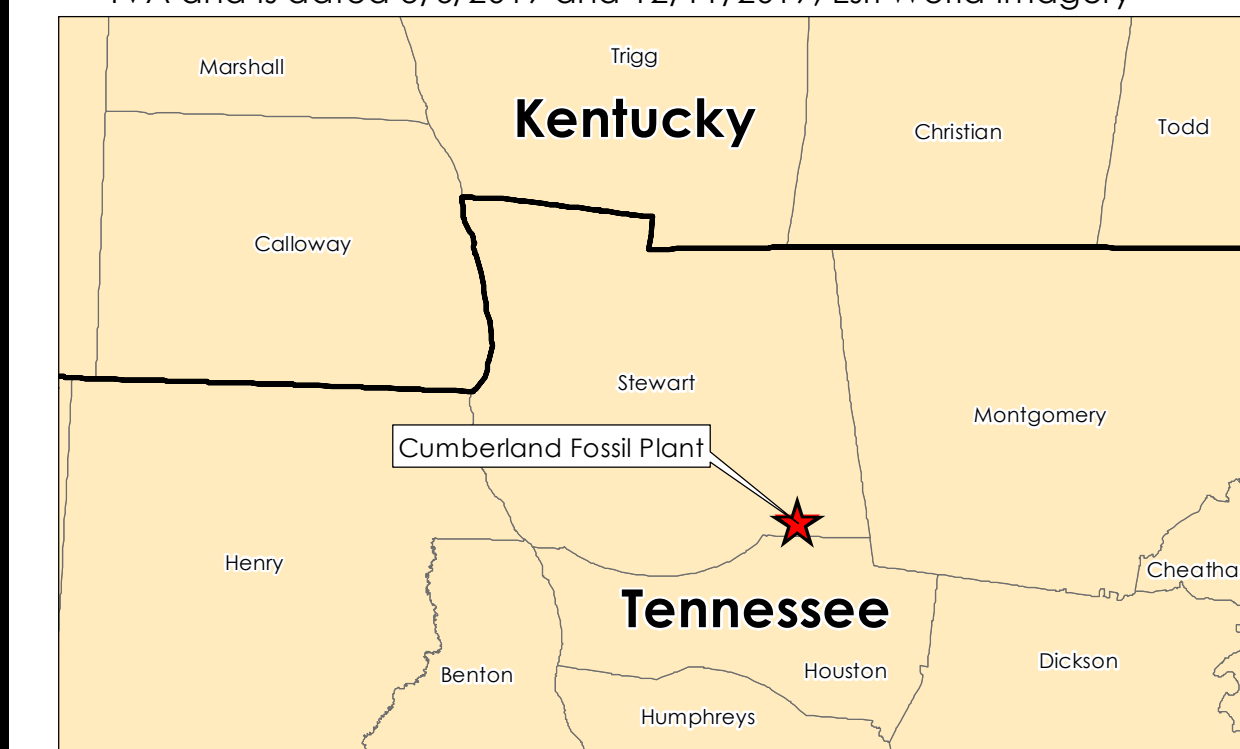 Trigg
Marshall
Kentucky
Christian
Todd
Calloway
Stewart
Montgomery
Cumberland Fossil Plant
Henry
Cheatha
Tennessee
Houston
Dickson
Benton
Humphreys